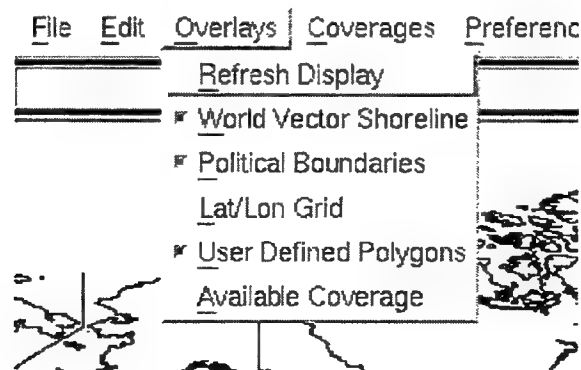 File Edit Overlays Coverages
Refresh Display
World Vector Shoreline
Political Boundaries
Lat/Lon Grid
User Defined Polygons
Available Coverage